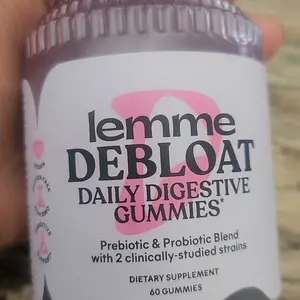 lemme
DEBLOAT
DAILY DIGESTIVE
GUMMIES*
Prebiotic & Probiotic Blend
with 2 clinically-studied strains
DIETARY SUPPLEMENT
60 GUMMIES